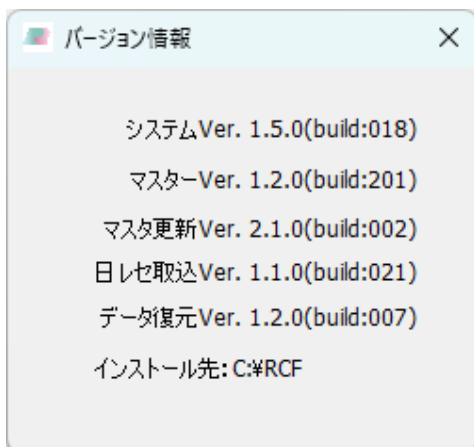 バージョン情報
システムVer. 1.5.0(build:018)
マスターVer. 1.2.0(build:201)
マスタ更新Ver. 2.1.0(build:002)
日レセ取込Ver. 1.1.0(build:021)
データ復元Ver. 1.2.0(build:007)
インストール先: C:¥RCF